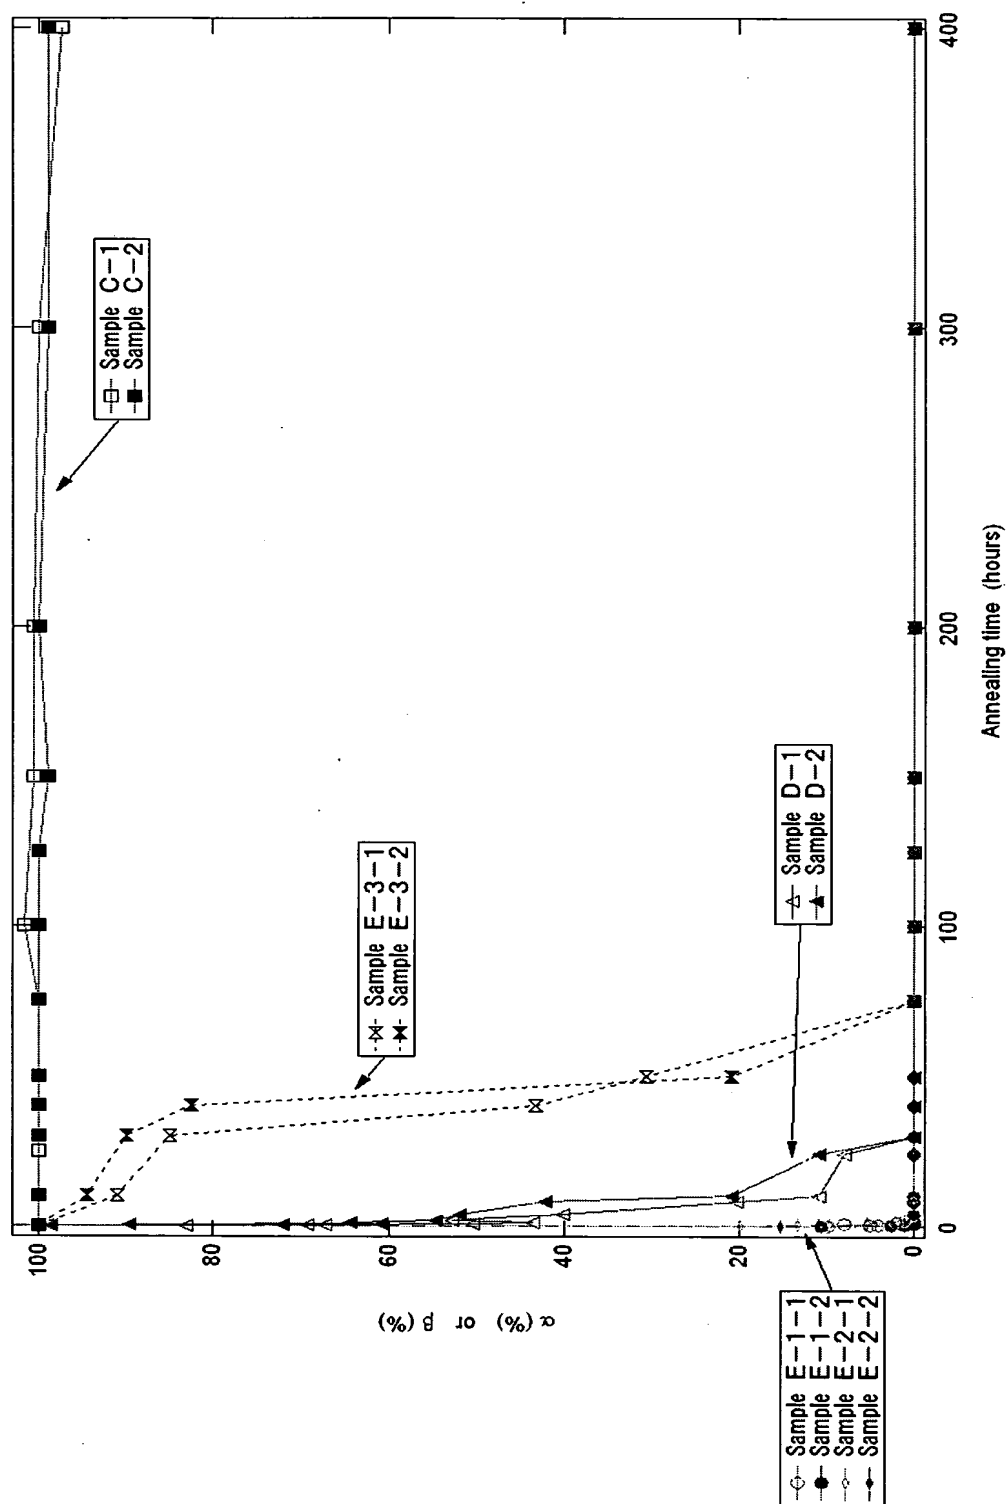 Sample C-1
Sample C-2
Sample E-3-1
Sample E-3-2
Sample D-1
Sample D-2
Sample E-1-1
Sample E-1-2
Sample E-2-1
Sample E-2-2
α (%) or β (%)
100
80
60
40
20
0
0
100
200
300
400
Annealing time (hours)